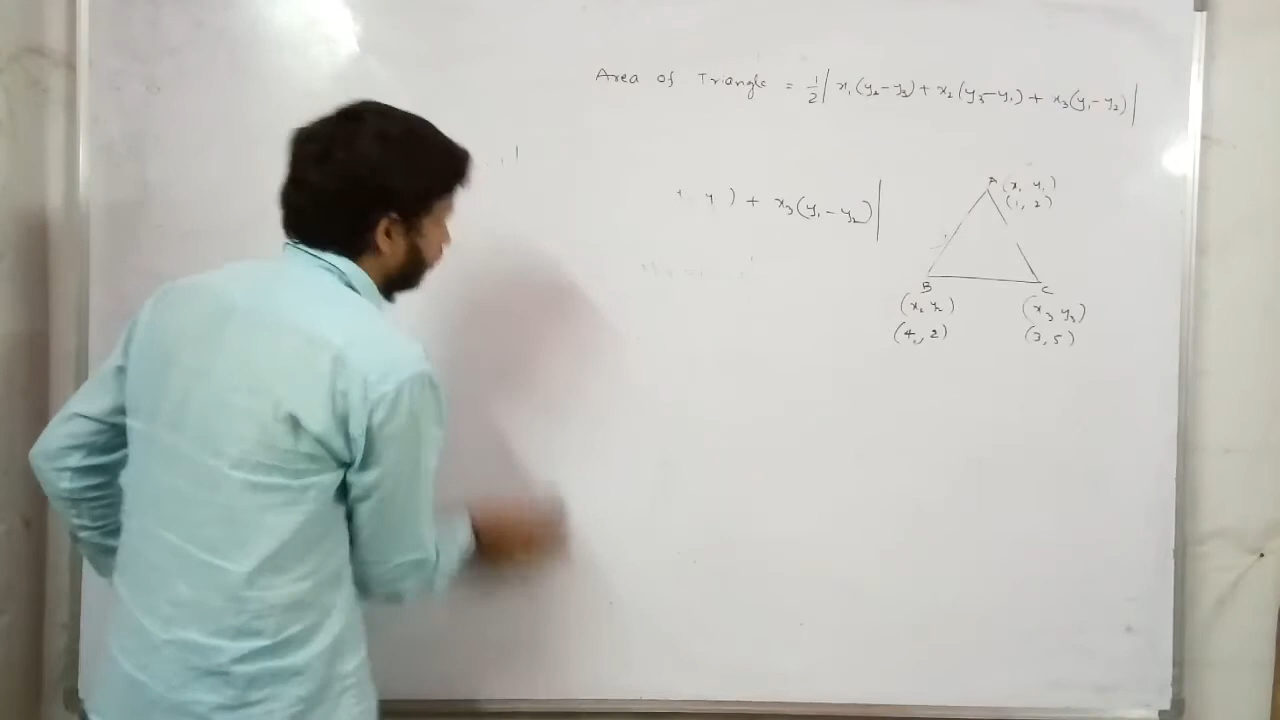 Area of Triangle = 1/2 | x₁(y₂-y₃) + x₂(y₃-y₁) + x₃(y₁-y₂) |
) + x₃(y₁-y₂) |
A (x₁ y₁)
(1, 2)
B
C
(x₂ y₂)
(x₃ y₃)
(4, 2)
(3, 5)